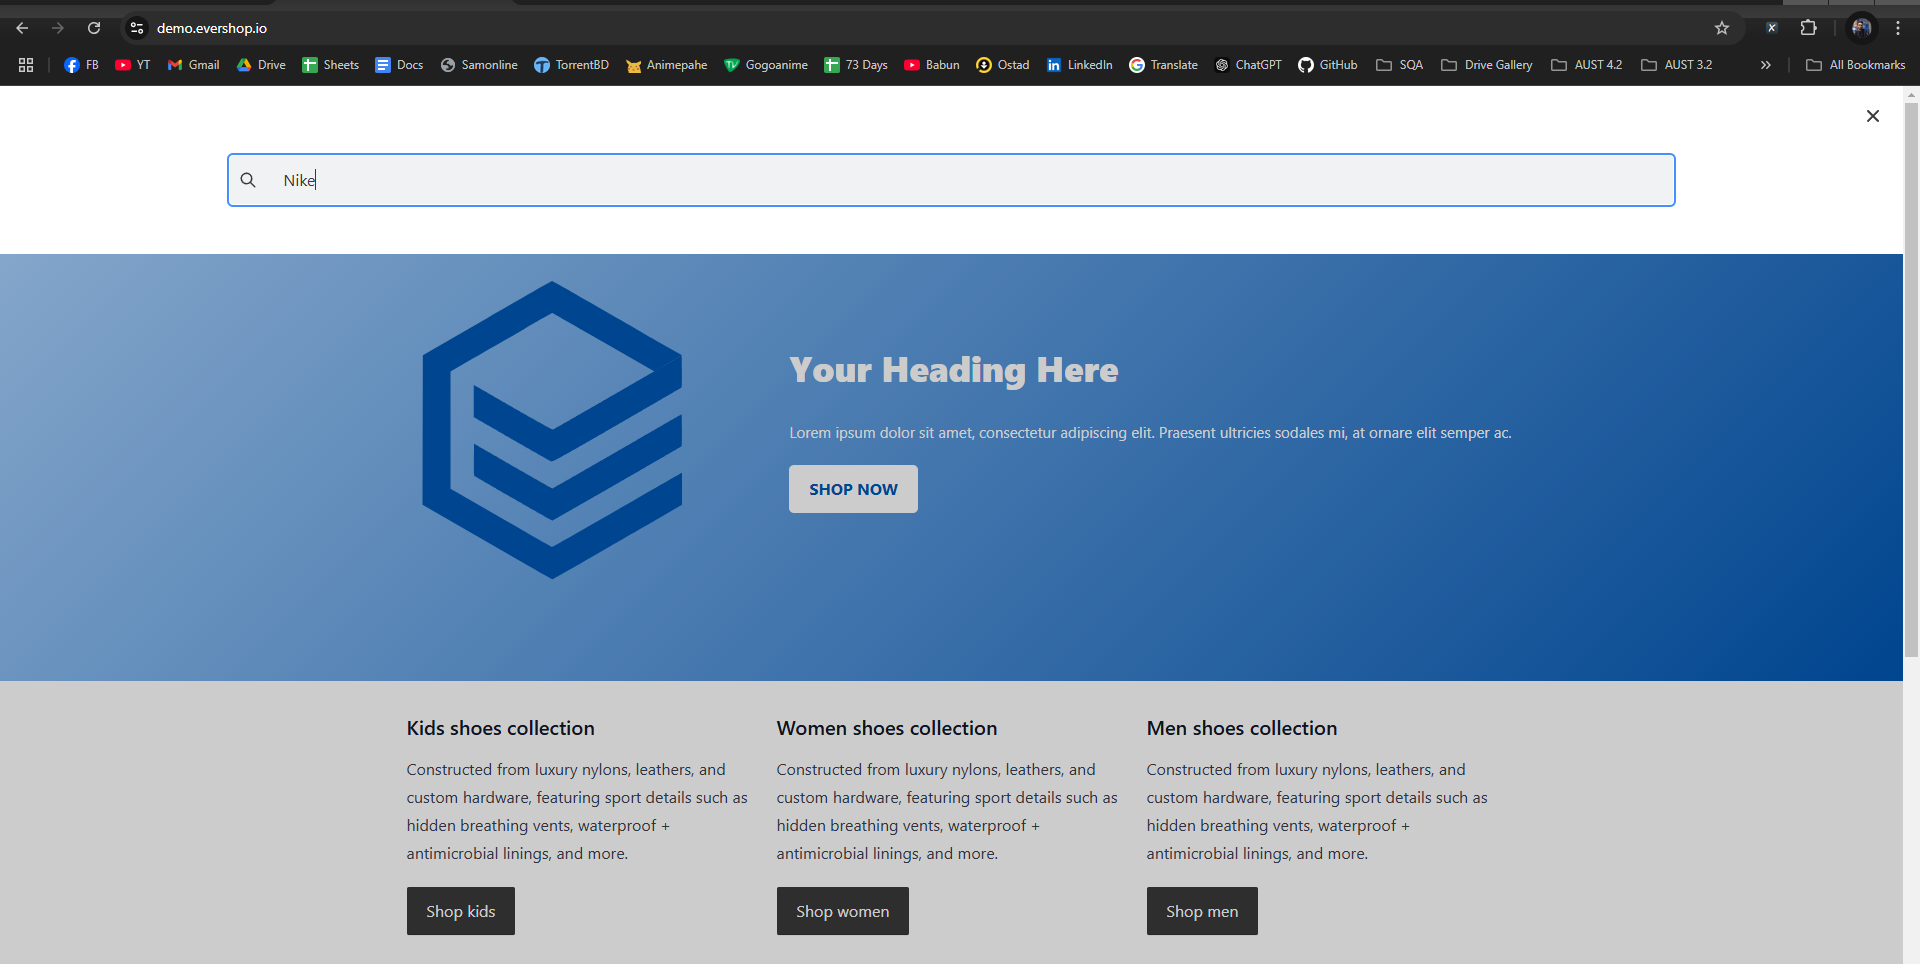 demo.evershop.io
FB YT Gmail Drive Sheets Docs Samonline TorrentBD Animepahe Gogoanime 73 Days Babun Ostad LinkedIn Translate ChatGPT GitHub SQA Drive Gallery AUST 4.2 AUST 3.2 All Bookmarks
Nike
Your Heading Here
Lorem ipsum dolor sit amet, consectetur adipiscing elit. Praesent ultricies sodales mi, at ornare elit semper ac.
SHOP NOW
Kids shoes collection
Constructed from luxury nylons, leathers, and
custom hardware, featuring sport details such as
hidden breathing vents, waterproof +
antimicrobial linings, and more.
Shop kids
Women shoes collection
Constructed from luxury nylons, leathers, and
custom hardware, featuring sport details such as
hidden breathing vents, waterproof +
antimicrobial linings, and more.
Shop women
Men shoes collection
Constructed from luxury nylons, leathers, and
custom hardware, featuring sport details such as
hidden breathing vents, waterproof +
antimicrobial linings, and more.
Shop men